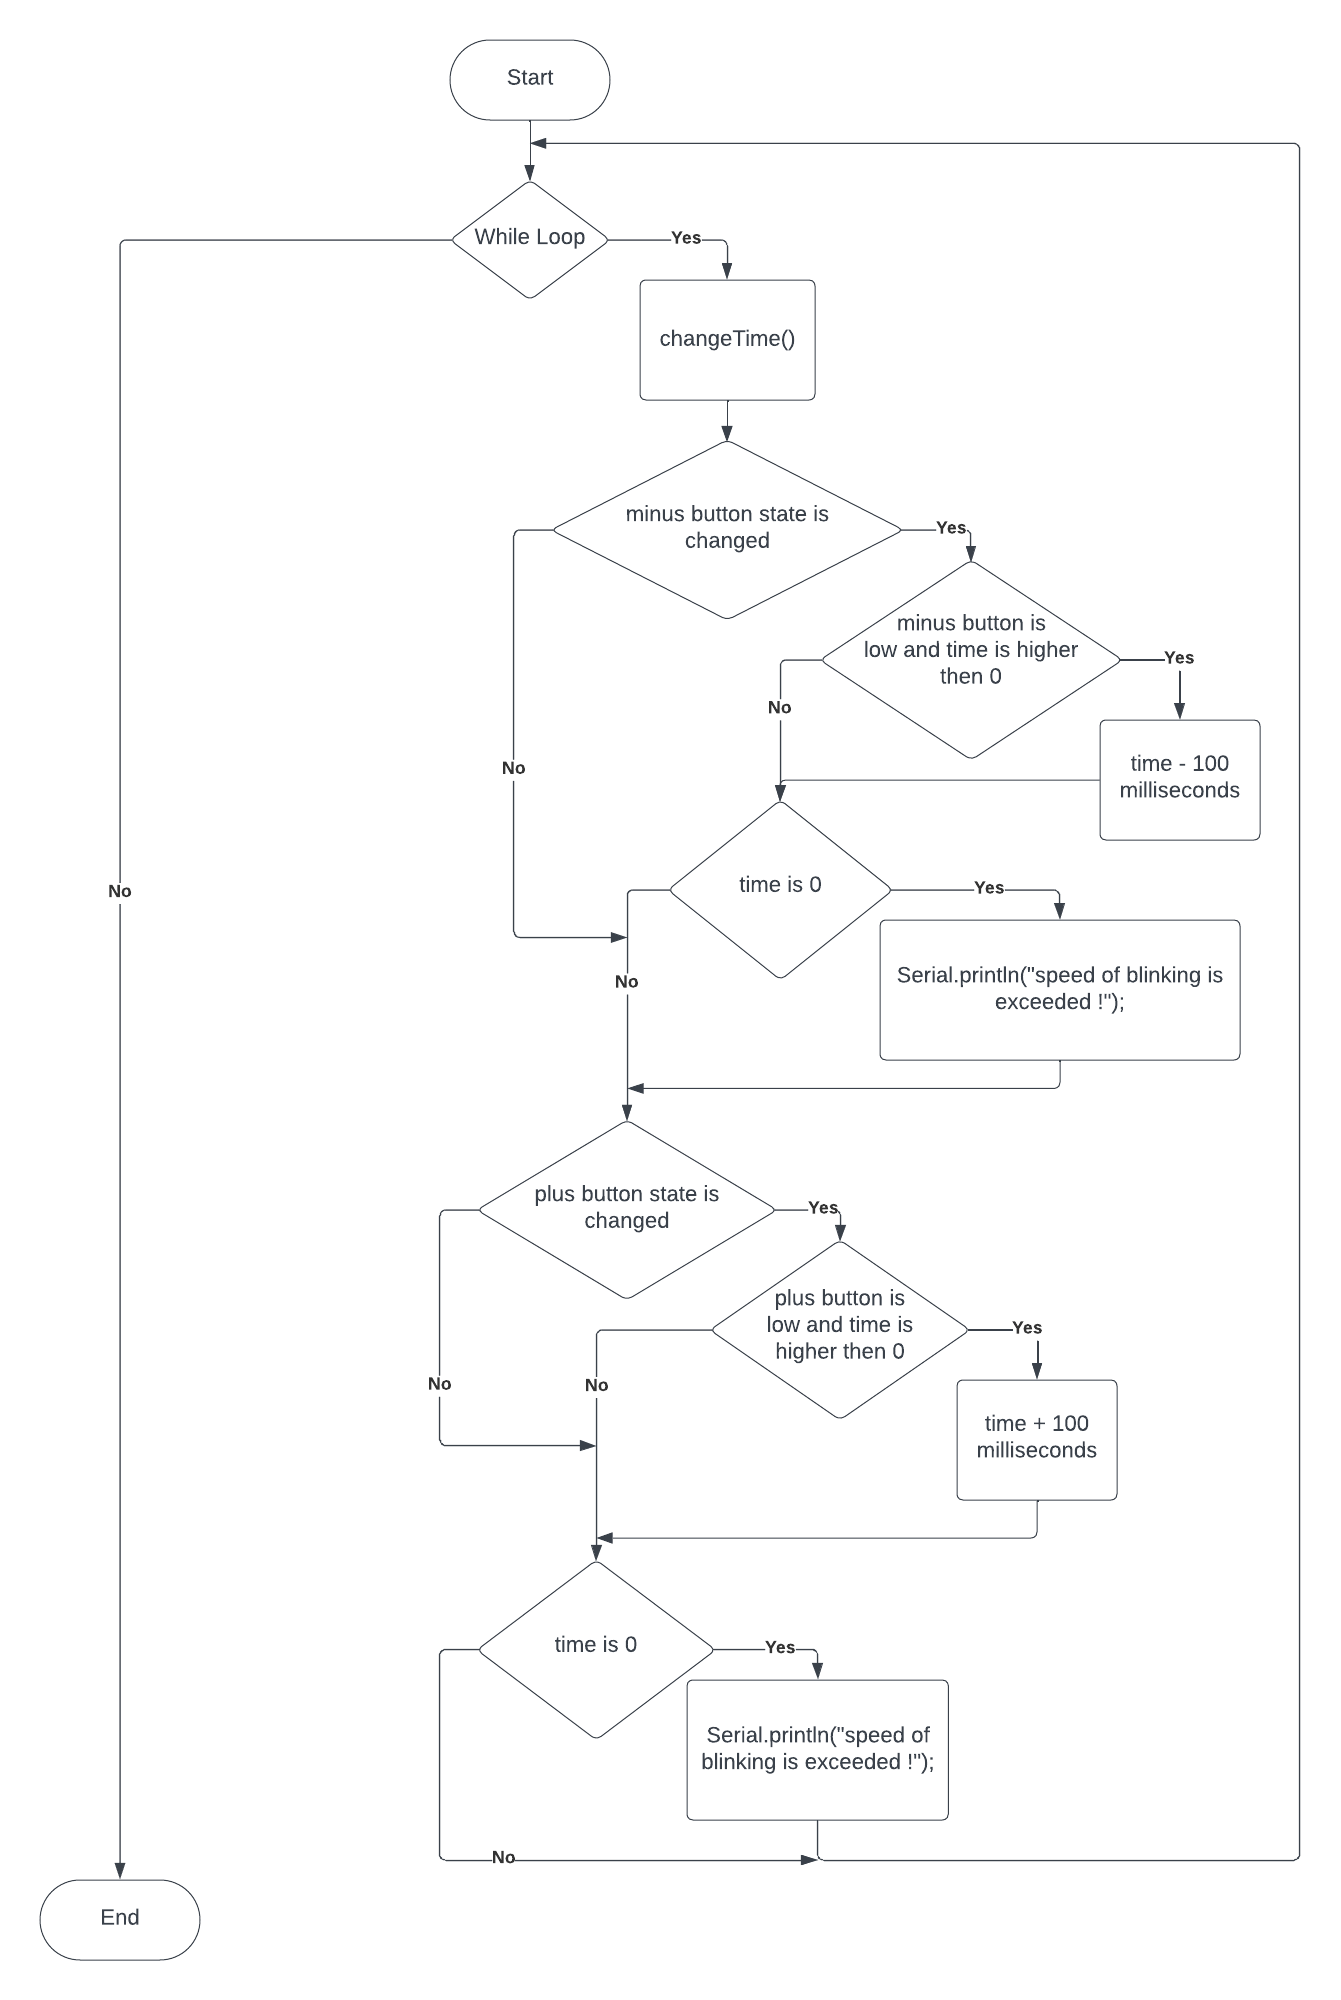 Start
While Loop
Yes
changeTime()
minus button state is
changed
Yes
minus button is
low and time is higher
then 0
Yes
No
time - 100
milliseconds
No
time is 0
Yes
No
Serial.println("speed of blinking is
exceeded !");
No
plus button state is
changed
Yes
plus button is
low and time is
higher then 0
Yes
No
No
time + 100
milliseconds
time is 0
Yes
Serial.println("speed of
blinking is exceeded !");
No
End